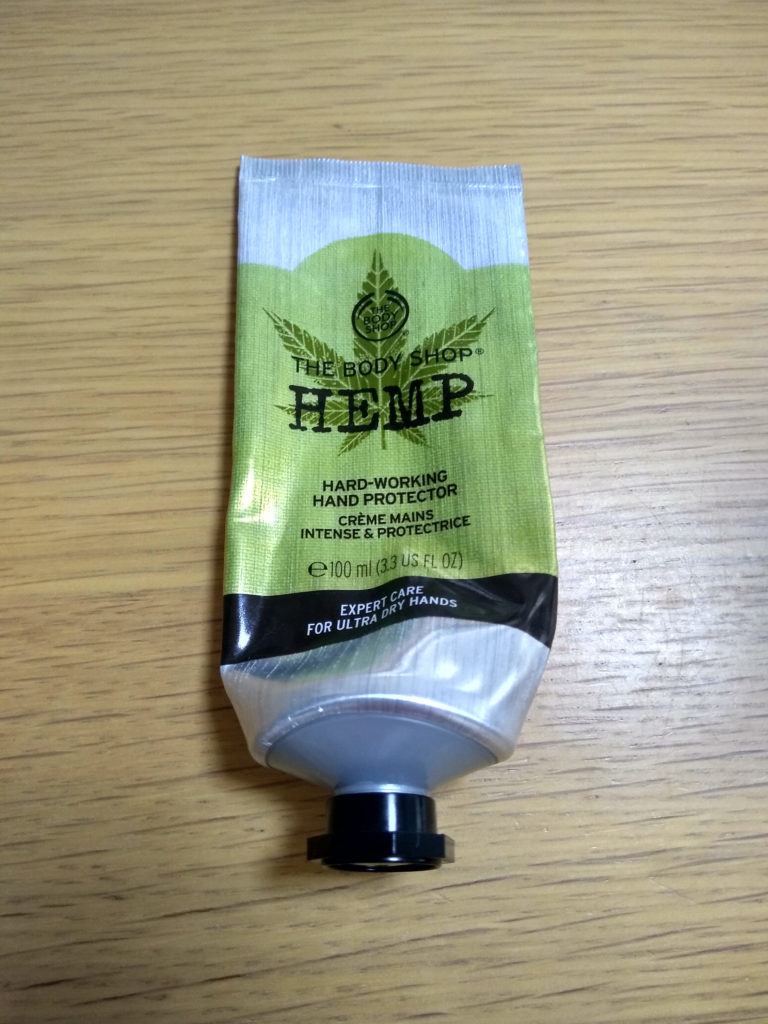 THE
BODY
SHOP®
THE BODY SHOP®
HEMP
HARD-WORKING
HAND PROTECTOR
CRÈME MAINS
INTENSE & PROTECTRICE
℮100 ml (3.3 US FL OZ)
EXPERT CARE
FOR ULTRA DRY HANDS